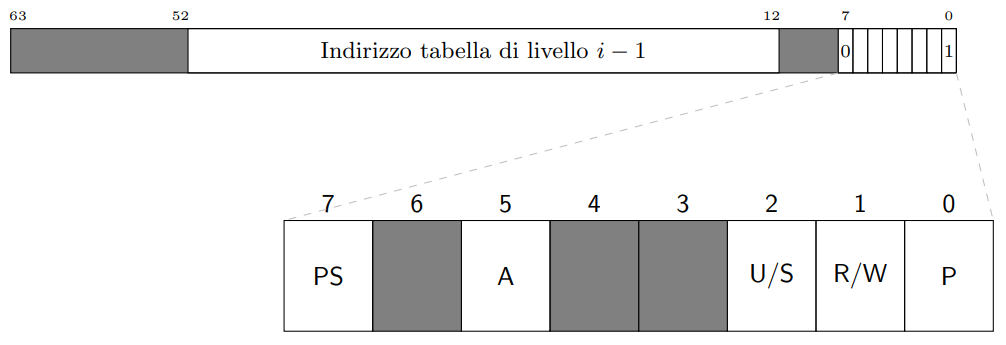 63 52 12 7 0
Indirizzo tabella di livello i − 1 0 1
7 6 5 4 3 2 1 0
PS A U/S R/W P